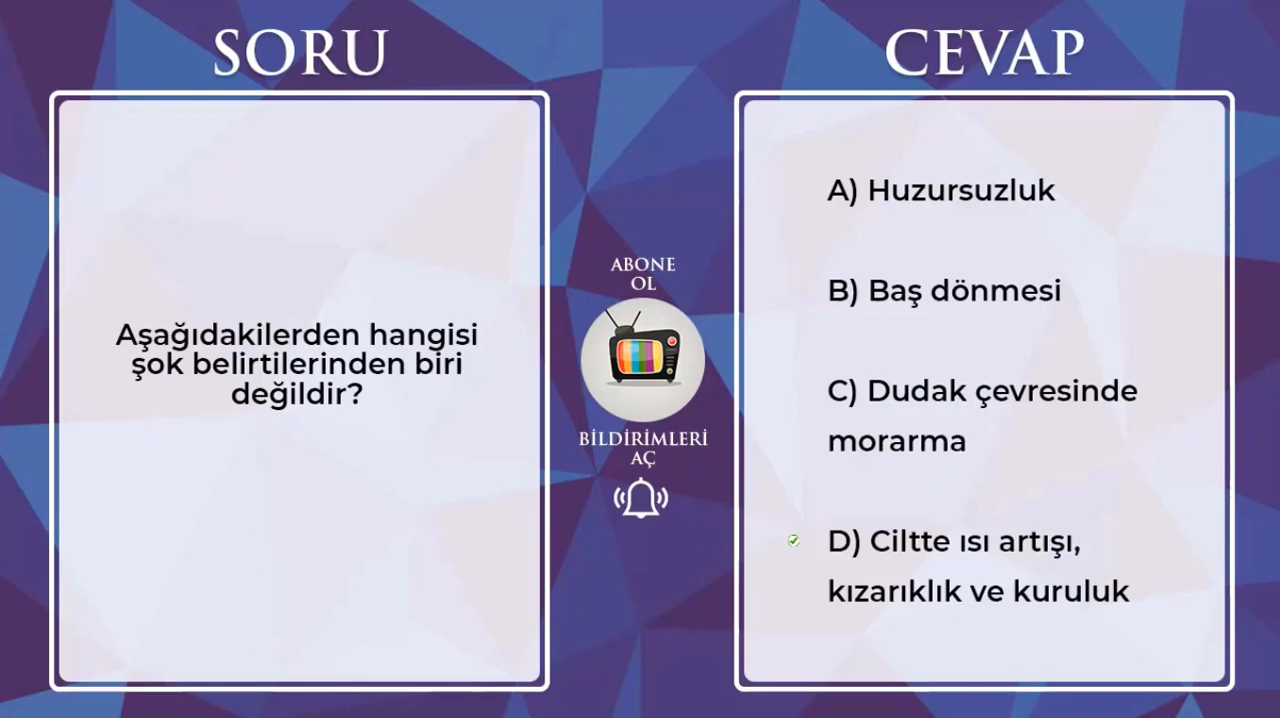 SORU
Aşağıdakilerden hangisi
şok belirtilerinden biri
değildir?
ABONE
OL
BİLDİRİMLERİ
AÇ
CEVAP
A) Huzursuzluk
B) Baş dönmesi
C) Dudak çevresinde
morarma
D) Ciltte ısı artışı,
kızarıklık ve kuruluk